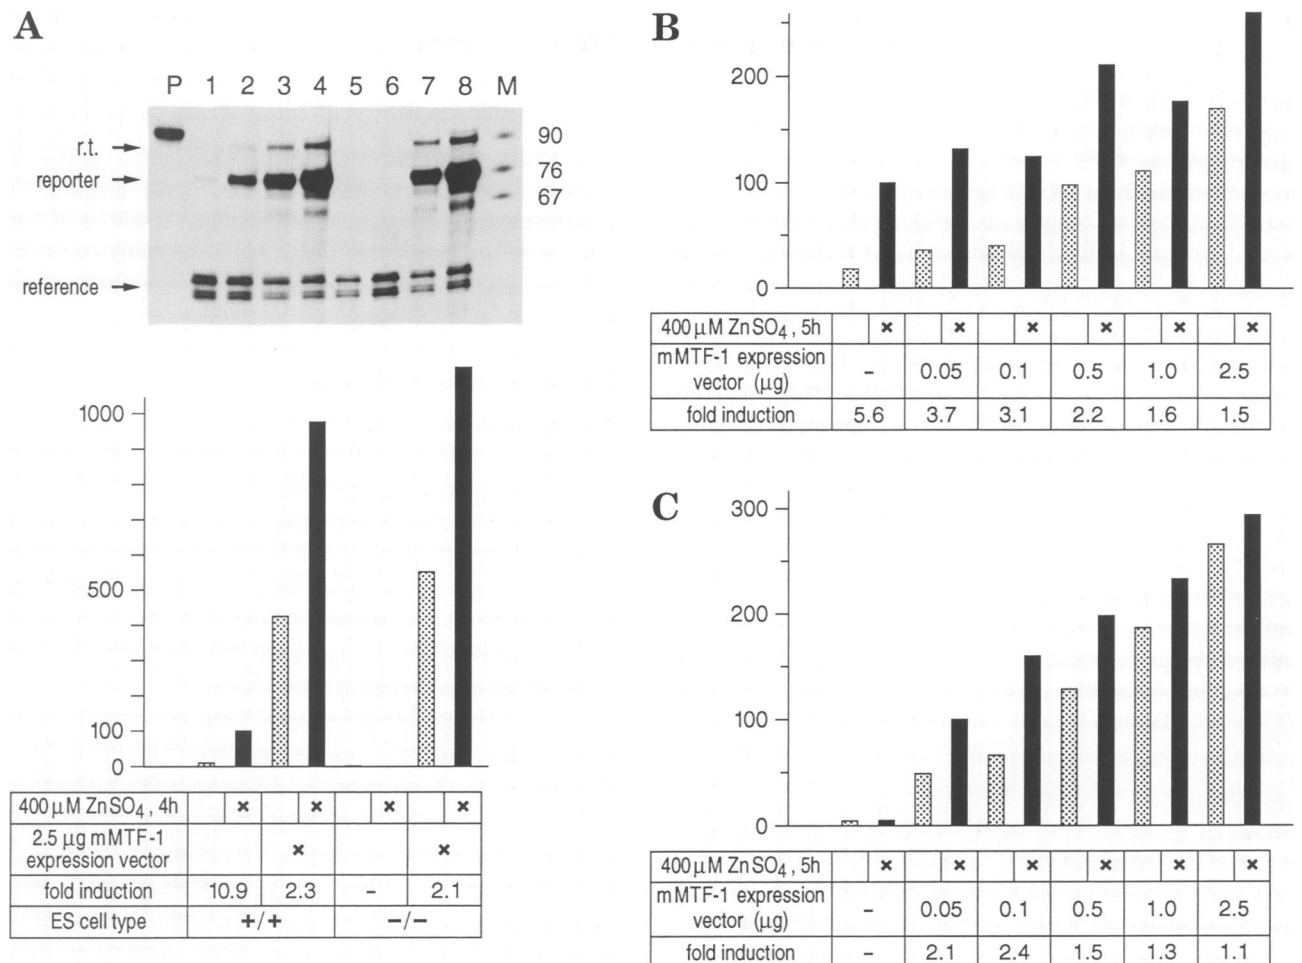 A
P 1 2 3 4 5 6 7 8 M
r.t.
reporter
reference
90
76
67
1000
500
100
0
400 µM ZnSO4, 4h × × × ×
2.5 µg mMTF-1 expression vector × ×
fold induction 10.9 2.3 – 2.1
ES cell type +/+ –/–
B
200
100
0
400 µM ZnSO4, 5h × × × × × ×
mMTF-1 expression vector (µg) – 0.05 0.1 0.5 1.0 2.5
fold induction 5.6 3.7 3.1 2.2 1.6 1.5
C
300
200
100
0
400 µM ZnSO4, 5h × × × × × ×
mMTF-1 expression vector (µg) – 0.05 0.1 0.5 1.0 2.5
fold induction – 2.1 2.4 1.5 1.3 1.1